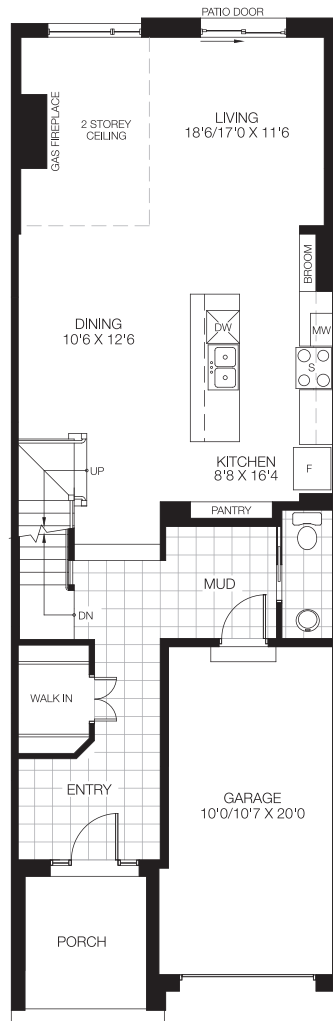 PATIO DOOR
GAS FIREPLACE
2 STOREY
CEILING
LIVING
18'6/17'0 X 11'6
BROOM
DINING
10'6 X 12'6
DW
MW
S
UP
KITCHEN
8'8 X 16'4
F
PANTRY
MUD
DN
WALK IN
ENTRY
GARAGE
10'0/10'7 X 20'0
PORCH